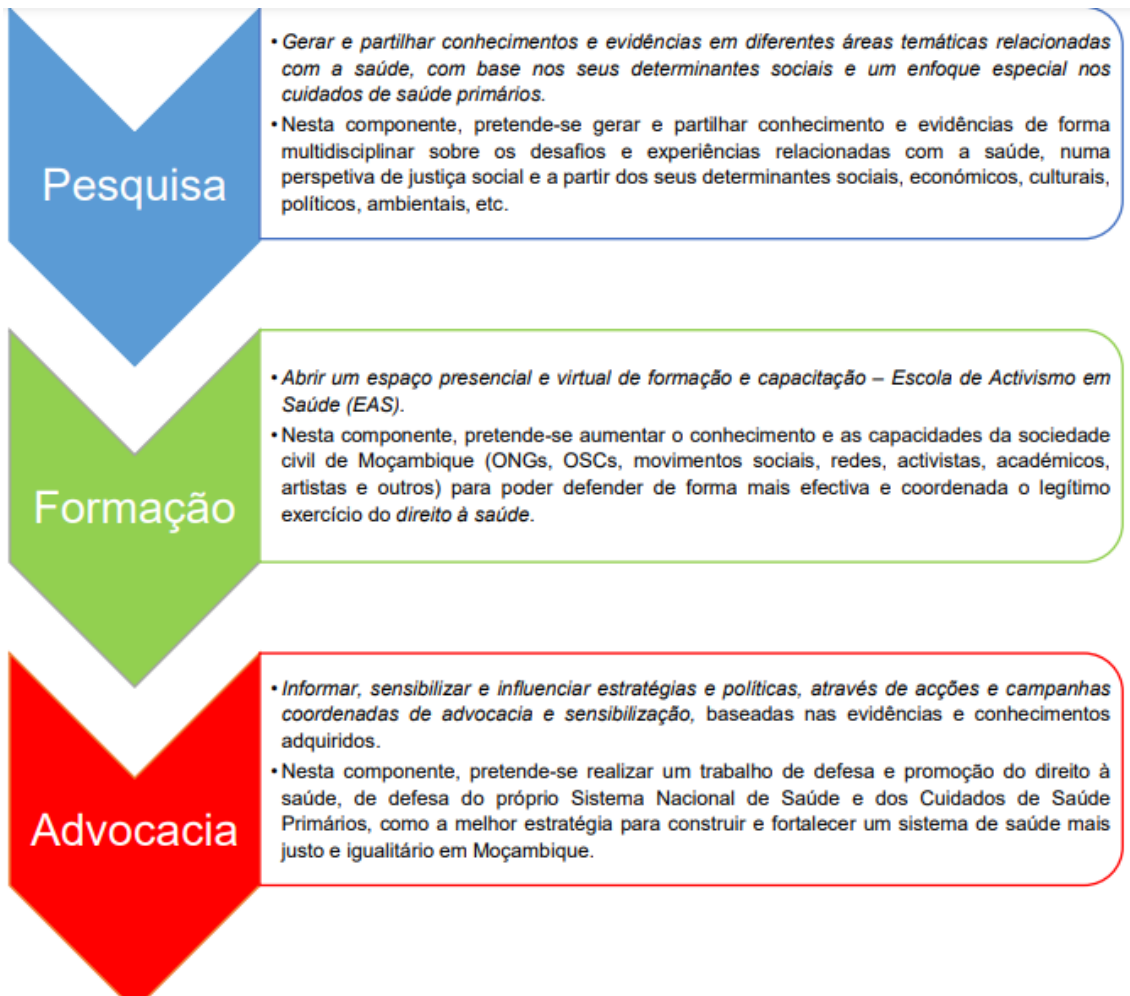 Pesquisa
• Gerar e partilhar conhecimentos e evidências em diferentes áreas temáticas relacionadas
com a saúde, com base nos seus determinantes sociais e um enfoque especial nos
cuidados de saúde primários.
• Nesta componente, pretende-se gerar e partilhar conhecimento e evidências de forma
multidisciplinar sobre os desafios e experiências relacionadas com a saúde, numa
perspetiva de justiça social e a partir dos seus determinantes sociais, económicos, culturais,
políticos, ambientais, etc.
Formação
• Abrir um espaço presencial e virtual de formação e capacitação – Escola de Activismo em
Saúde (EAS).
• Nesta componente, pretende-se aumentar o conhecimento e as capacidades da sociedade
civil de Moçambique (ONGs, OSCs, movimentos sociais, redes, activistas, académicos,
artistas e outros) para poder defender de forma mais efectiva e coordenada o legítimo
exercício do direito à saúde.
Advocacia
• Informar, sensibilizar e influenciar estratégias e políticas, através de acções e campanhas
coordenadas de advocacia e sensibilização, baseadas nas evidências e conhecimentos
adquiridos.
• Nesta componente, pretende-se realizar um trabalho de defesa e promoção do direito à
saúde, de defesa do próprio Sistema Nacional de Saúde e dos Cuidados de Saúde
Primários, como a melhor estratégia para construir e fortalecer um sistema de saúde mais
justo e igualitário em Moçambique.